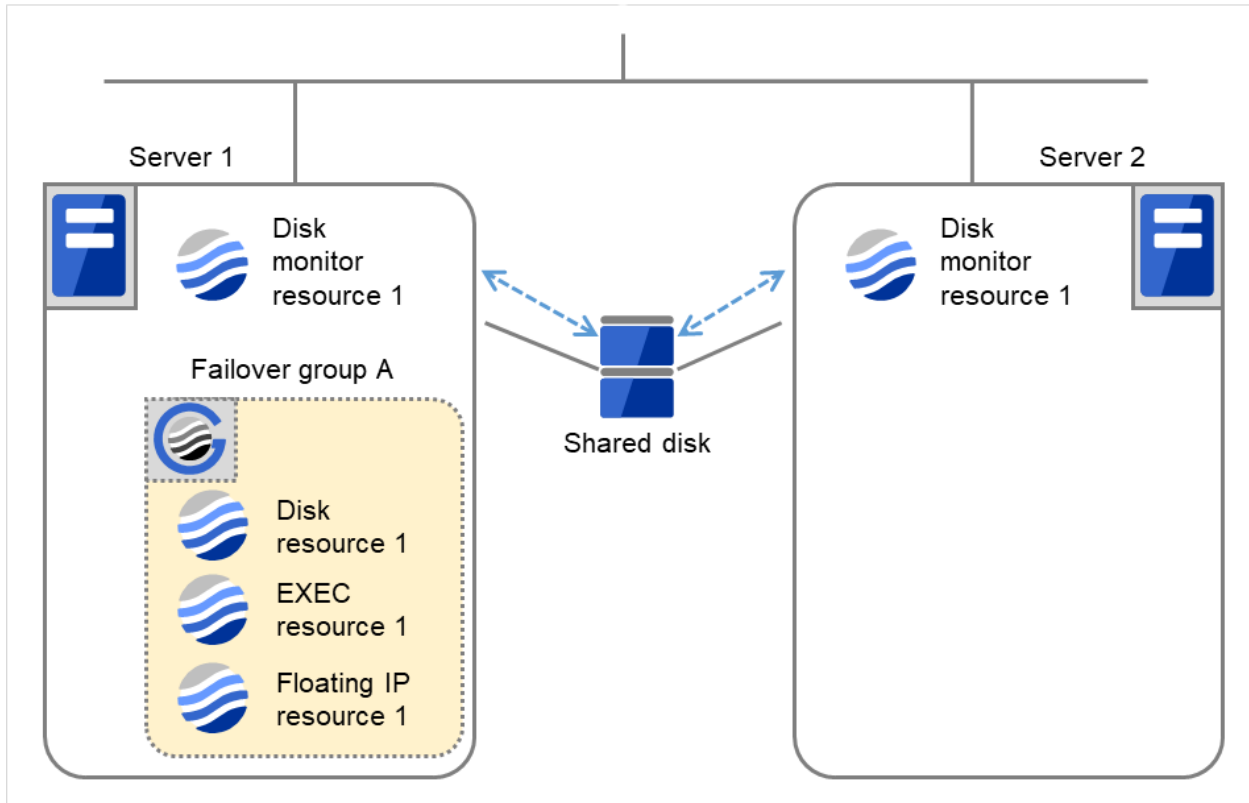 Server 1
Server 2
Disk
monitor
resource 1
Disk
monitor
resource 1
Failover group A
Shared disk
Disk
resource 1
EXEC
resource 1
Floating IP
resource 1